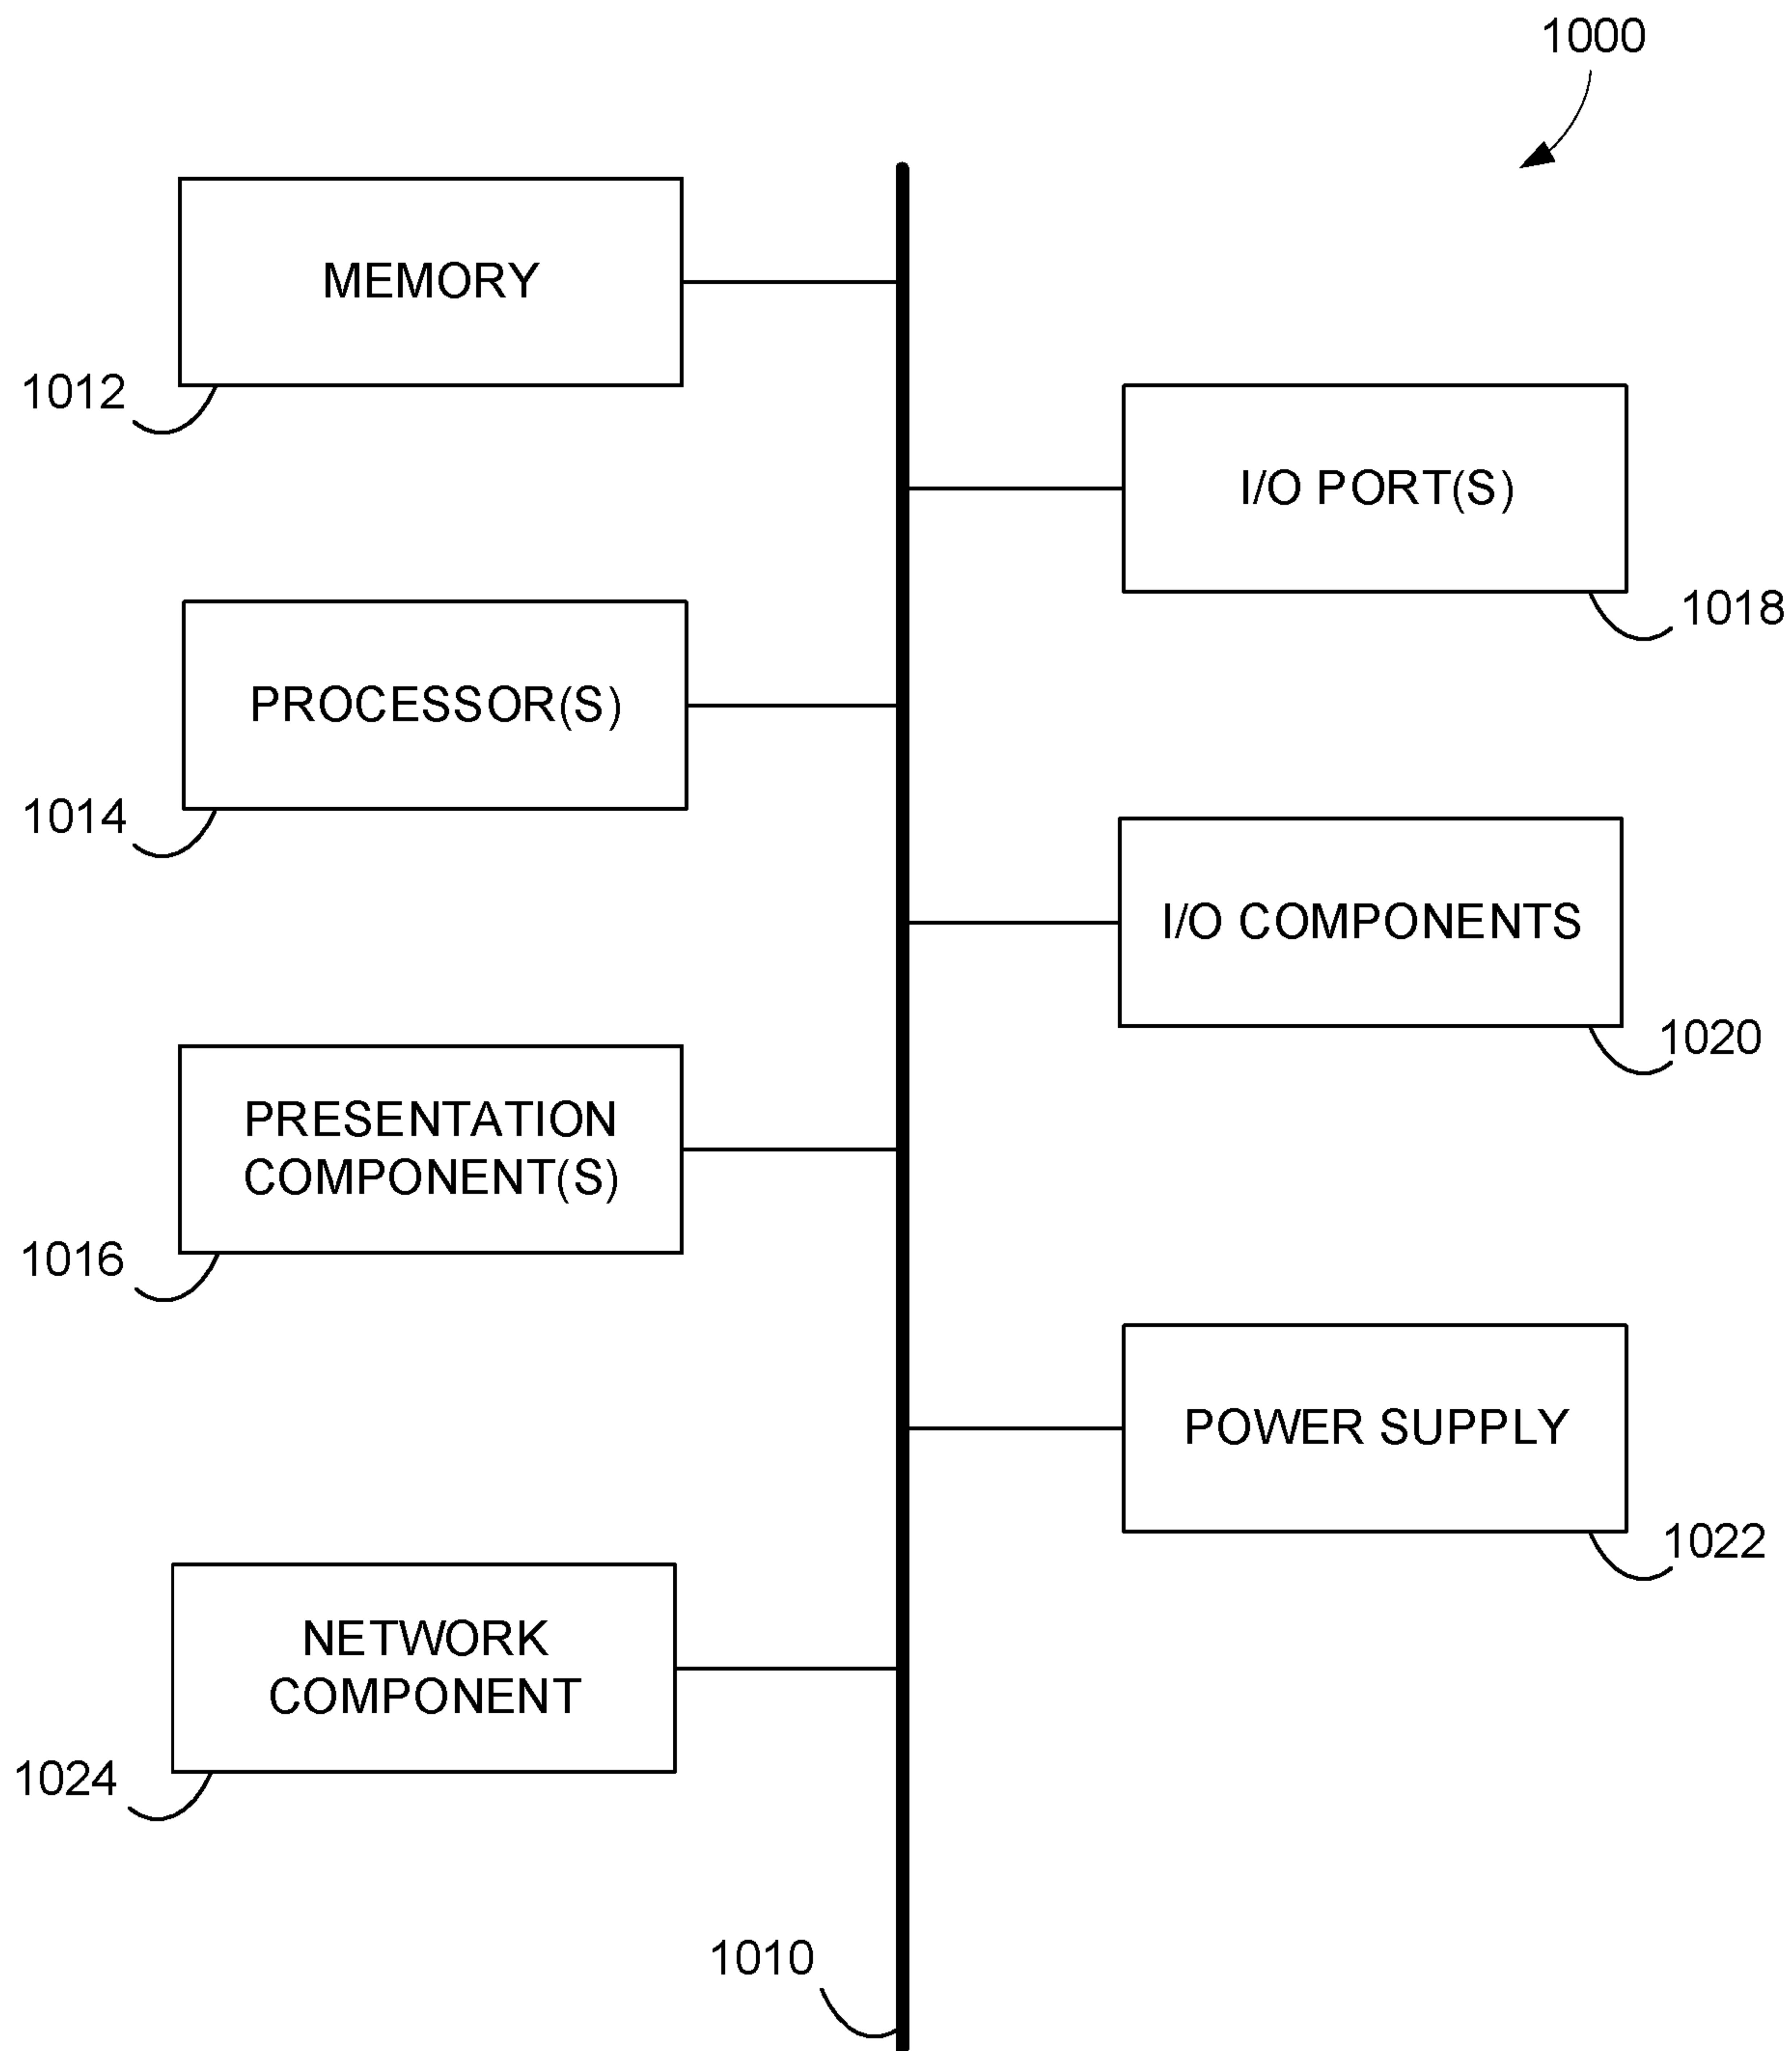 1000
MEMORY
1012
I/O PORT(S)
1018
PROCESSOR(S)
1014
I/O COMPONENTS
1020
PRESENTATION
COMPONENT(S)
1016
POWER SUPPLY
1022
NETWORK
COMPONENT
1024
1010